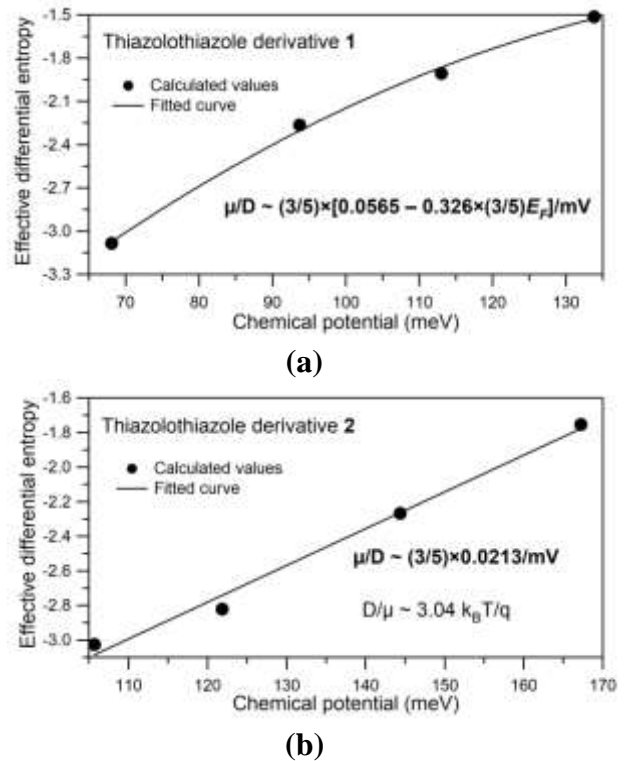 -1.5
Thiazolothiazole derivative 1
-1.8
Calculated values
-2.1
Fitted curve
-2.4
-2.7
μ/D ~ (3/5)×[0.0565 – 0.326×(3/5)E_F]/mV
-3.0
-3.3
70 80 90 100 110 120 130
Effective differential entropy
Chemical potential (meV)
(a)
-1.6
Thiazolothiazole derivative 2
-1.8
-2.0
Calculated values
Fitted curve
-2.2
-2.4
μ/D ~ (3/5)×0.0213/mV
-2.6
-2.8
D/μ ~ 3.04 k_BT/q
-3.0
110 120 130 140 150 160 170
Effective differential entropy
Chemical potential (meV)
(b)